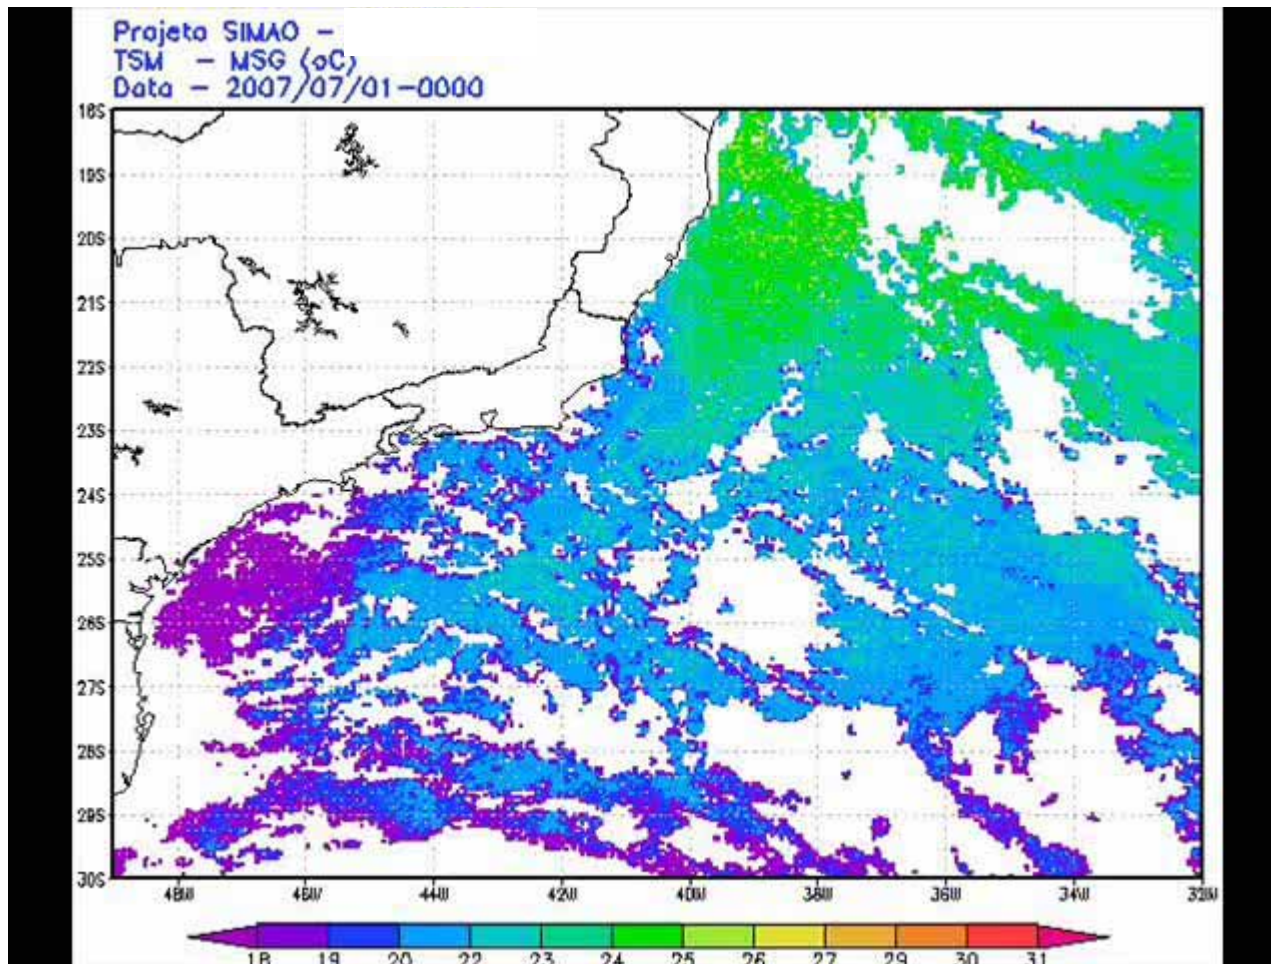 Projeto SIMAO -
TSM - MSG (oC)
Data - 2007/07/01-0000
18S
19S
20S
21S
22S
23S
24S
25S
26S
27S
28S
29S
30S
48W 46W 44W 42W 40W 38W 36W 34W 32W
18 19 20 22 23 24 25 26 27 29 30 31